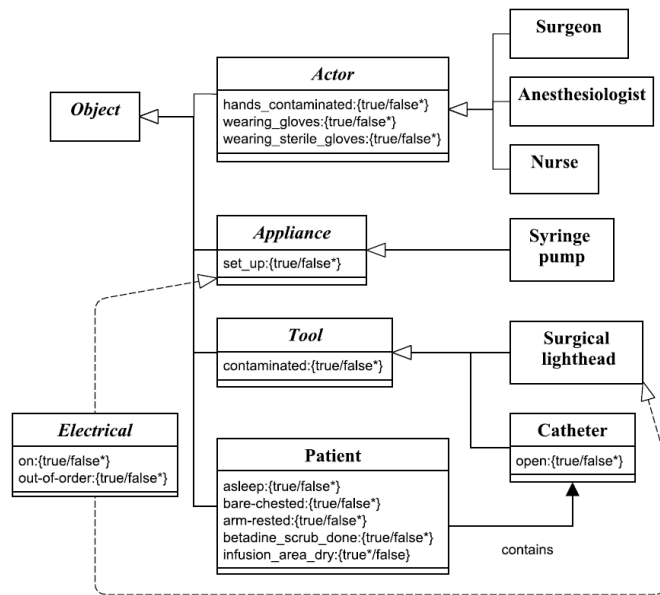 Object
Actor
hands_contaminated:{true/false*}
wearing_gloves:{true/false*}
wearing_sterile_gloves:{true/false*}
Surgeon
Anesthesiologist
Nurse
Appliance
set_up:{true/false*}
Syringe
pump
Tool
contaminated:{true/false*}
Surgical
lighthead
Electrical
on:{true/false*}
out-of-order:{true/false*}
Patient
asleep:{true/false*}
bare-chested:{true/false*}
arm-rested:{true/false*}
betadine_scrub_done:{true/false*}
infusion_area_dry:{true*/false}
Catheter
open:{true/false*}
contains